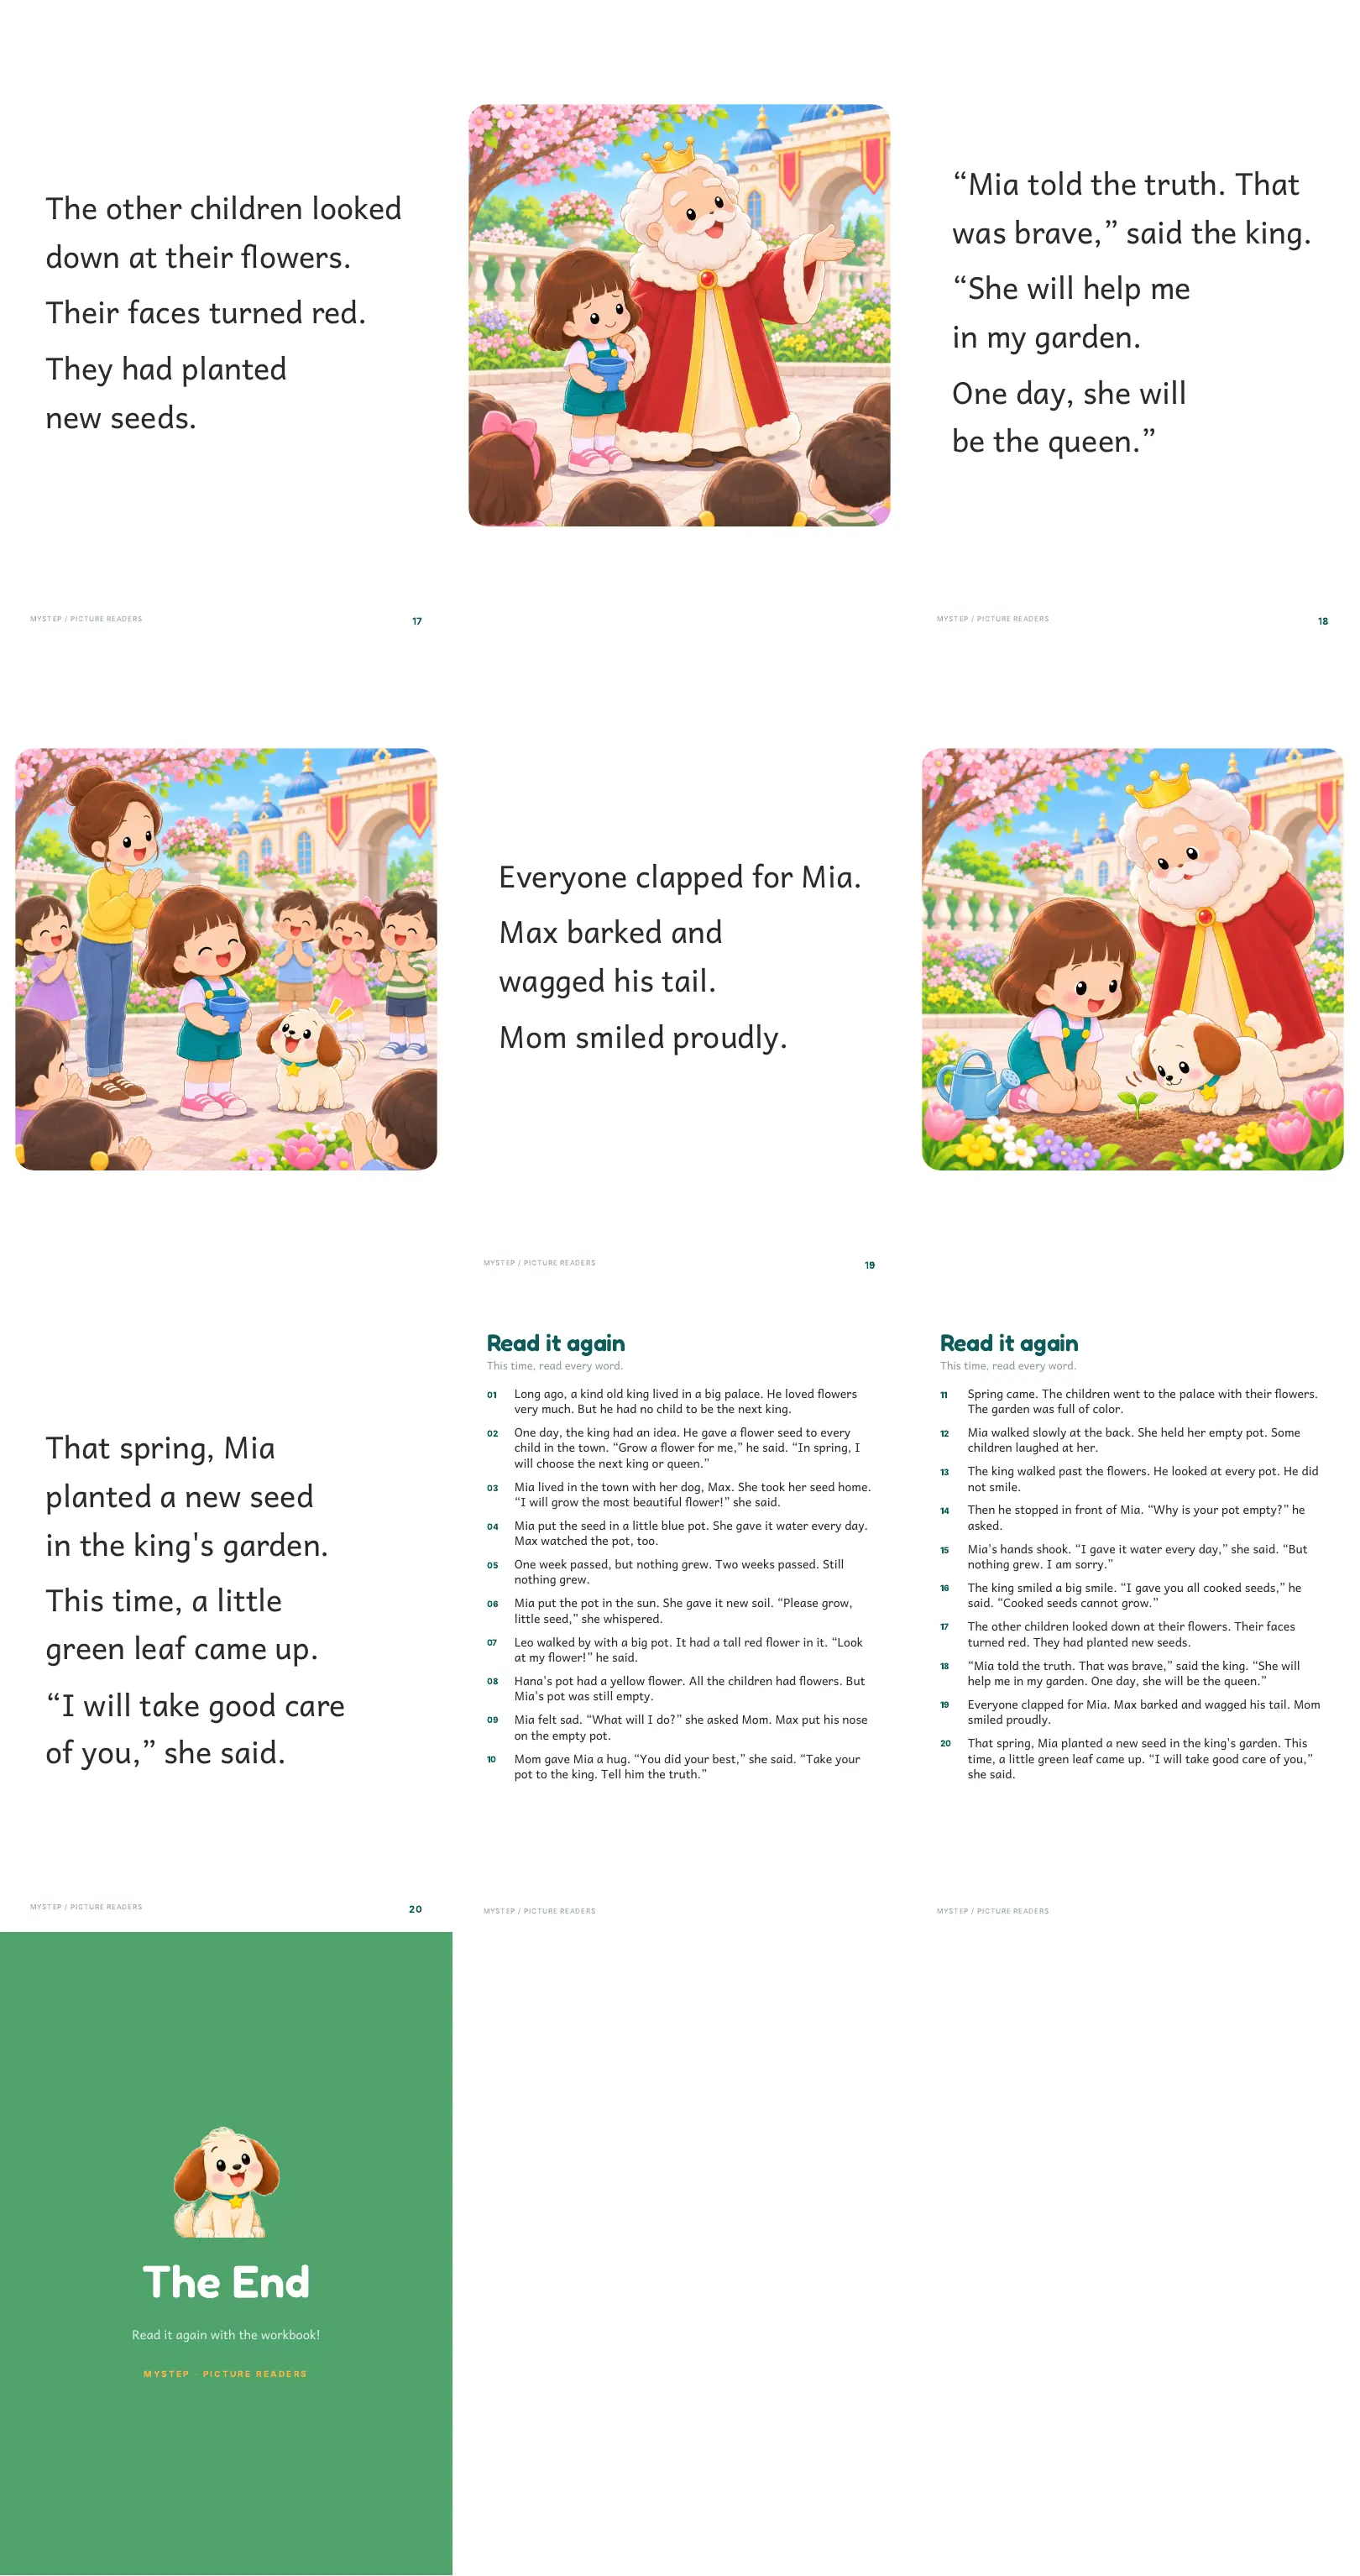 The other children looked
down at their flowers.
Their faces turned red.
They had planted
new seeds.
MYSTEP / PICTURE READERS
17
“Mia told the truth. That
was brave,” said the king.
“She will help me
in my garden.
One day, she will
be the queen.”
MYSTEP / PICTURE READERS
18
Everyone clapped for Mia.
Max barked and
wagged his tail.
Mom smiled proudly.
MYSTEP / PICTURE READERS
19
That spring, Mia
planted a new seed
in the king's garden.
This time, a little
green leaf came up.
“I will take good care
of you,” she said.
MYSTEP / PICTURE READERS
20
Read it again
This time, read every word.
01 Long ago, a kind old king lived in a big palace. He loved flowers
very much. But he had no child to be the next king.
02 One day, the king had an idea. He gave a flower seed to every
child in the town. “Grow a flower for me,” he said. “In spring, I
will choose the next king or queen.”
03 Mia lived in the town with her dog, Max. She took her seed home.
“I will grow the most beautiful flower!” she said.
04 Mia put the seed in a little blue pot. She gave it water every day.
Max watched the pot, too.
05 One week passed, but nothing grew. Two weeks passed. Still
nothing grew.
06 Mia put the pot in the sun. She gave it new soil. “Please grow,
little seed,” she whispered.
07 Leo walked by with a big pot. It had a tall red flower in it. “Look
at my flower!” he said.
08 Hana's pot had a yellow flower. All the children had flowers. But
Mia's pot was still empty.
09 Mia felt sad. “What will I do?” she asked Mom. Max put his nose
on the empty pot.
10 Mom gave Mia a hug. “You did your best,” she said. “Take your
pot to the king. Tell him the truth.”
MYSTEP / PICTURE READERS
Read it again
This time, read every word.
11 Spring came. The children went to the palace with their flowers.
The garden was full of color.
12 Mia walked slowly at the back. She held her empty pot. Some
children laughed at her.
13 The king walked past the flowers. He looked at every pot. He did
not smile.
14 Then he stopped in front of Mia. “Why is your pot empty?” he
asked.
15 Mia's hands shook. “I gave it water every day,” she said. “But
nothing grew. I am sorry.”
16 The king smiled a big smile. “I gave you all cooked seeds,” he
said. “Cooked seeds cannot grow.”
17 The other children looked down at their flowers. Their faces
turned red. They had planted new seeds.
18 “Mia told the truth. That was brave,” said the king. “She will
help me in my garden. One day, she will be the queen.”
19 Everyone clapped for Mia. Max barked and wagged his tail. Mom
smiled proudly.
20 That spring, Mia planted a new seed in the king's garden. This
time, a little green leaf came up. “I will take good care of you,”
she said.
MYSTEP / PICTURE READERS
The End
Read it again with the workbook!
MYSTEP · PICTURE READERS